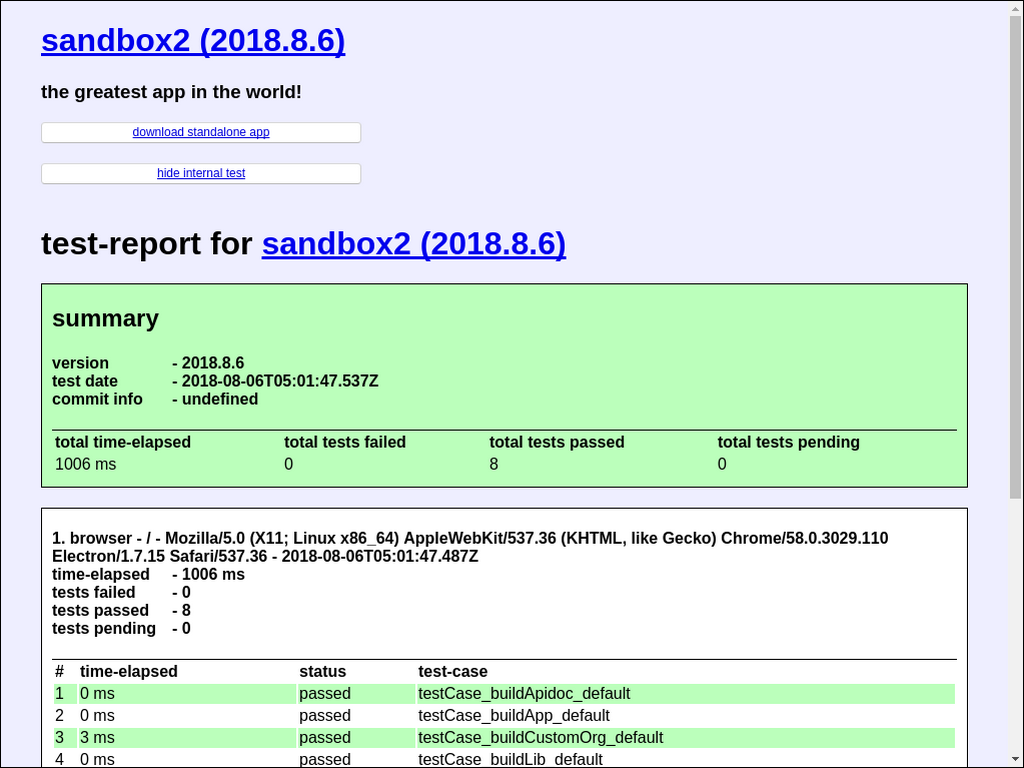 sandbox2 (2018.8.6)
the greatest app in the world!
download standalone app
hide internal test
test-report for sandbox2 (2018.8.6)
summary
version - 2018.8.6
test date - 2018-08-06T05:01:47.537Z
commit info - undefined
total time-elapsed total tests failed total tests passed total tests pending
1006 ms 0 8 0
1. browser - / - Mozilla/5.0 (X11; Linux x86_64) AppleWebKit/537.36 (KHTML, like Gecko) Chrome/58.0.3029.110
Electron/1.7.15 Safari/537.36 - 2018-08-06T05:01:47.487Z
time-elapsed - 1006 ms
tests failed - 0
tests passed - 8
tests pending - 0
# time-elapsed status test-case
1 0 ms passed testCase_buildApidoc_default
2 0 ms passed testCase_buildApp_default
3 3 ms passed testCase_buildCustomOrg_default
4 0 ms passed testCase_buildLib_default